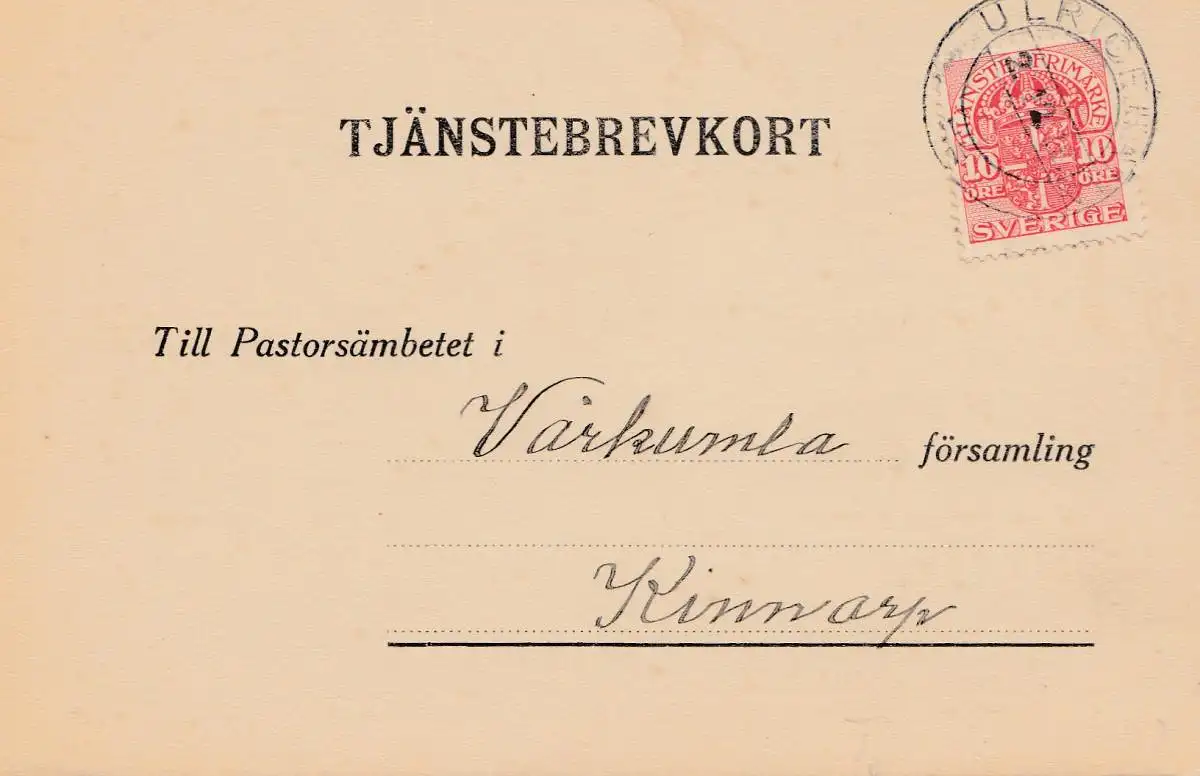 TJÄNSTEBREVKORT
TJÄNSTEFRIMÄRKE
10 10
ÖRE ÖRE
SVERIGE
Till Pastorsämbetet i
Vårkumla församling
Kinnarp